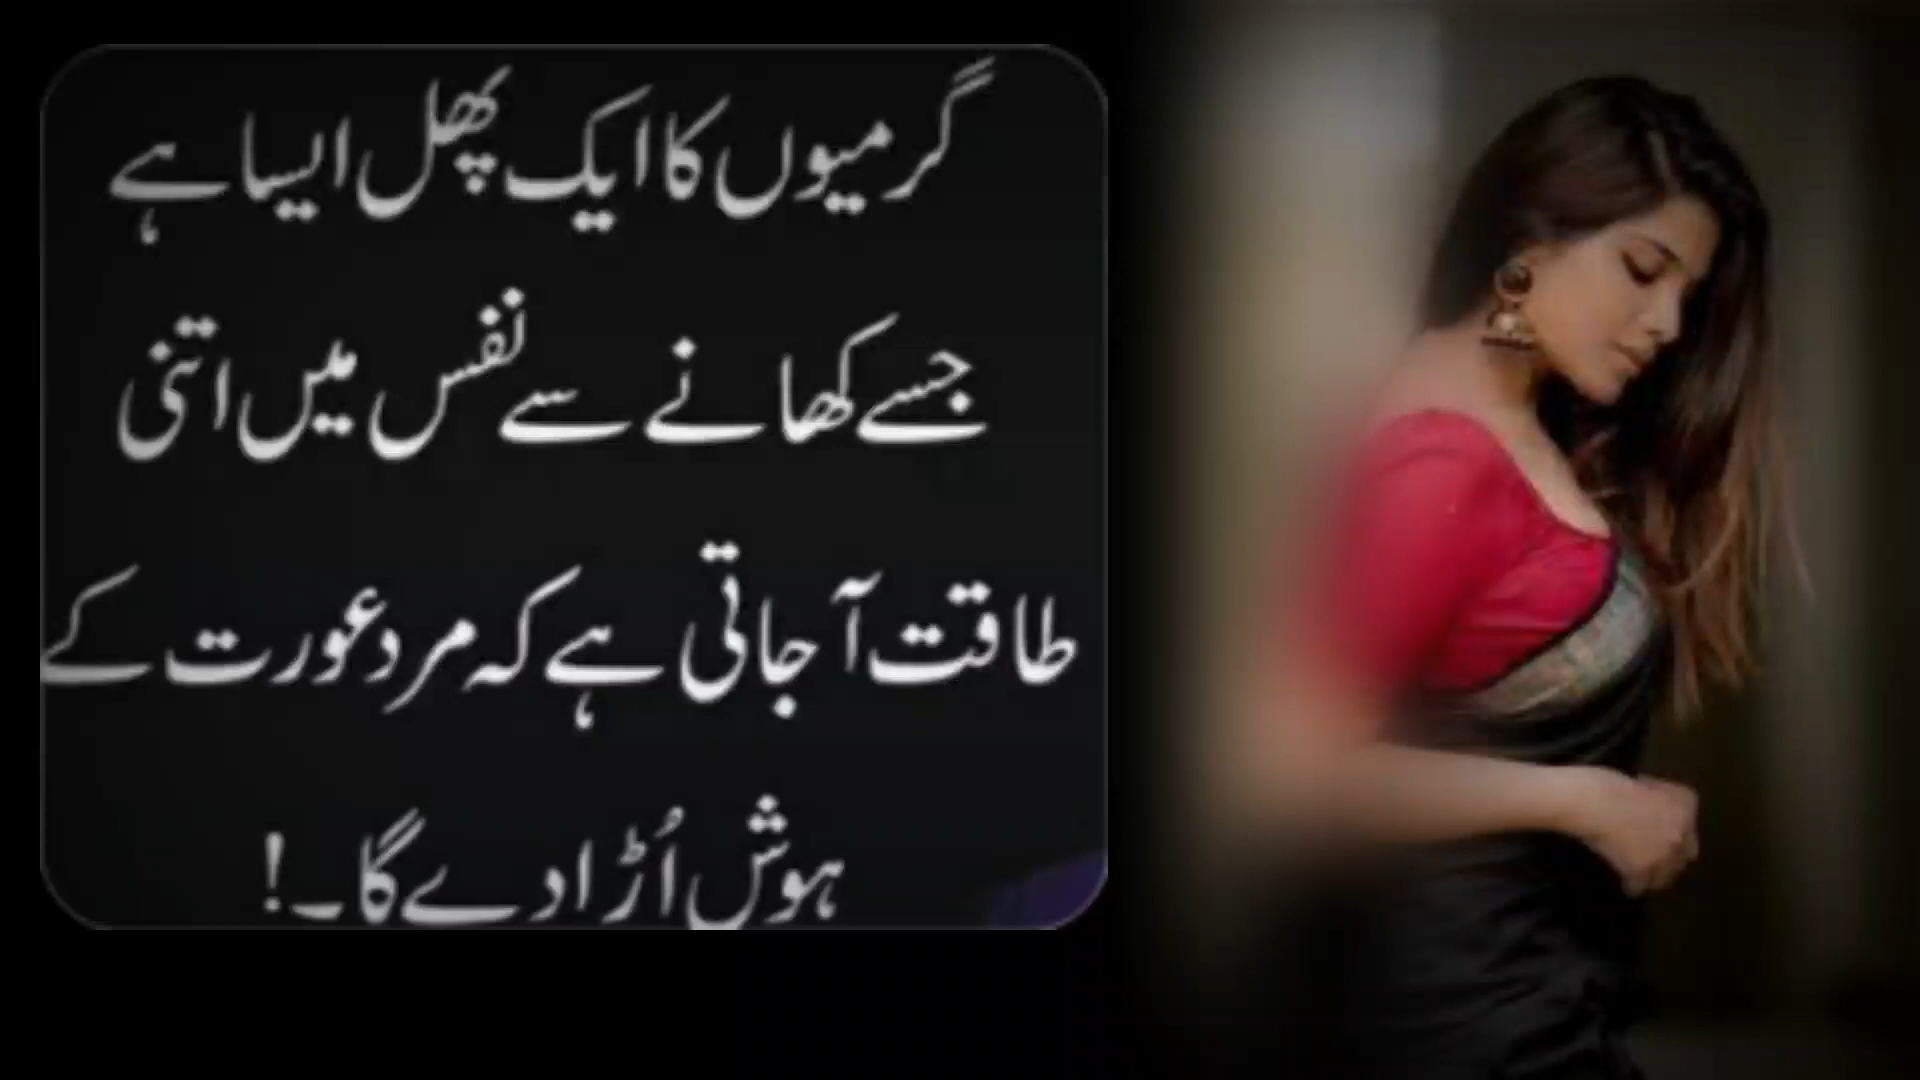 گرمیوں کا ایک پھل ایسا ہے
جسے کھانے سے نفس میں اتنی
طاقت آ جاتی ہے کہ مرد عورت کے
ہوش اُڑا دے گا۔!